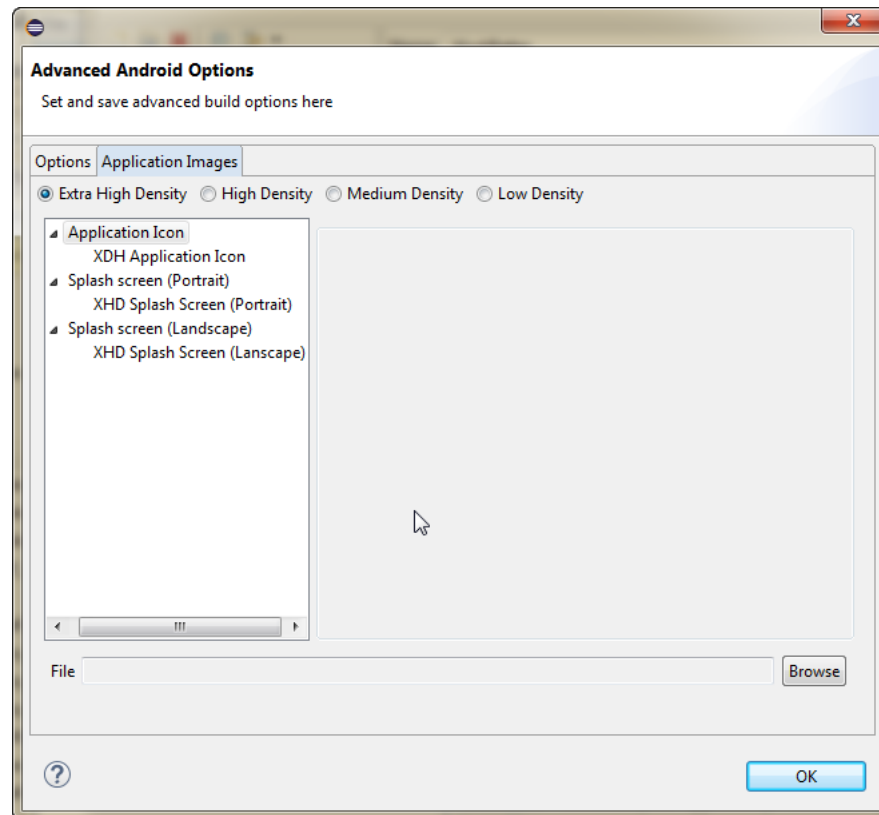 Advanced Android Options
Set and save advanced build options here
Options Application Images
Extra High Density High Density Medium Density Low Density
Application Icon
XDH Application Icon
Splash screen (Portrait)
XHD Splash Screen (Portrait)
Splash screen (Landscape)
XHD Splash Screen (Lanscape)
File Browse
OK